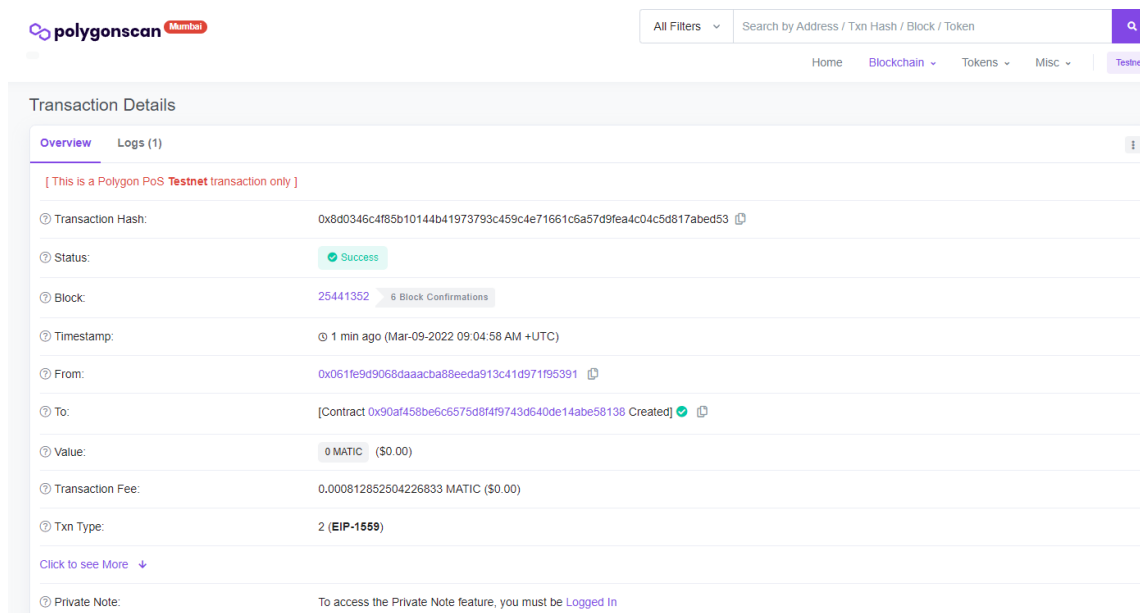 polygonscan Mumbai
All Filters Search by Address / Txn Hash / Block / Token
Home Blockchain Tokens Misc Testne
Transaction Details
Overview Logs (1)
[ This is a Polygon PoS Testnet transaction only ]
Transaction Hash: 0x8d0346c4f85b10144b41973793c459c4e71661c6a57d9fea4c04c5d817abed53
Status: Success
Block: 25441352 6 Block Confirmations
Timestamp: 1 min ago (Mar-09-2022 09:04:58 AM +UTC)
From: 0x061fe9d9068daaacba88eeda913c41d971f95391
To: [Contract 0x90af458be6c6575d8f4f9743d640de14abe58138 Created]
Value: 0 MATIC ($0.00)
Transaction Fee: 0.000812852504226833 MATIC ($0.00)
Txn Type: 2 (EIP-1559)
Click to see More
Private Note: To access the Private Note feature, you must be Logged In